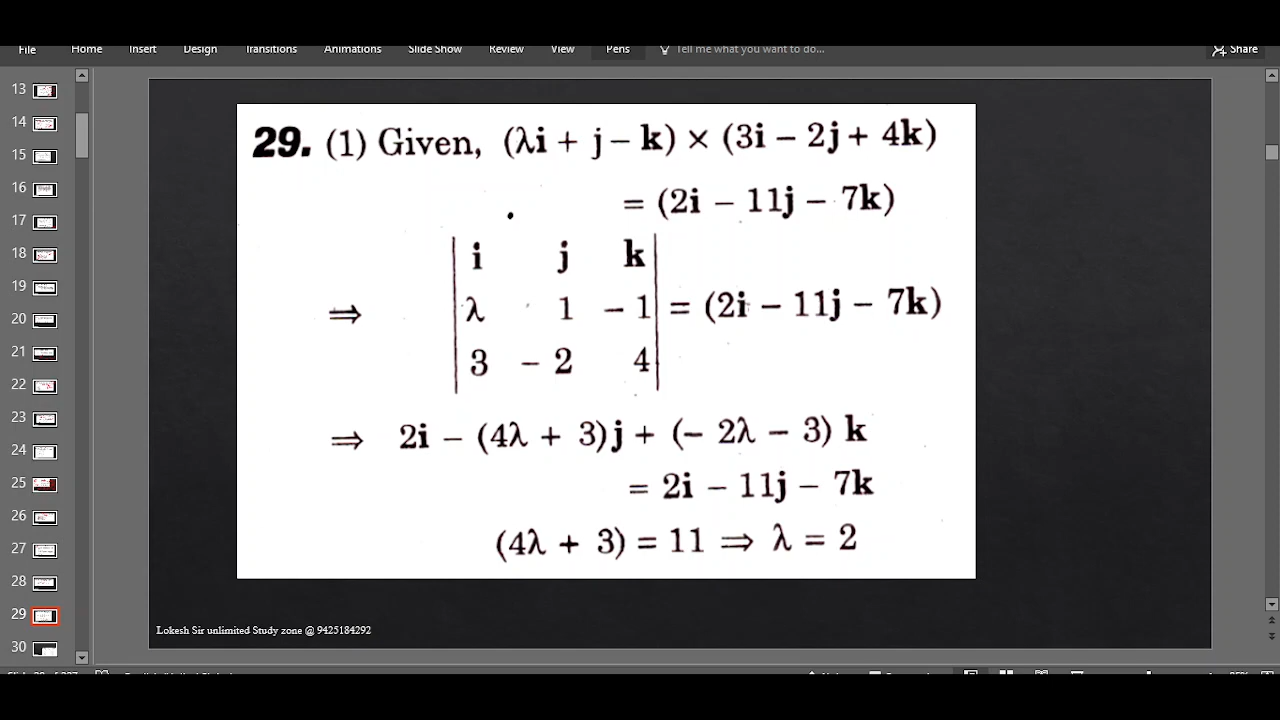 File Home Insert Design Transitions Animations Slide Show Review View Pens Tell me what you want to do... Share
13
14
15
16
17
18
19
20
21
22
23
24
25
26
27
28
29
30
29. (1) Given, (λi + j – k) × (3i – 2j + 4k)
= (2i – 11j – 7k)
i j k
⇒ λ 1 – 1 = (2i – 11j – 7k)
3 – 2 4
⇒ 2i – (4λ + 3)j + (– 2λ – 3) k
= 2i – 11j – 7k
(4λ + 3) = 11 ⇒ λ = 2
Lokesh Sir unlimited Study zone @ 9425184292